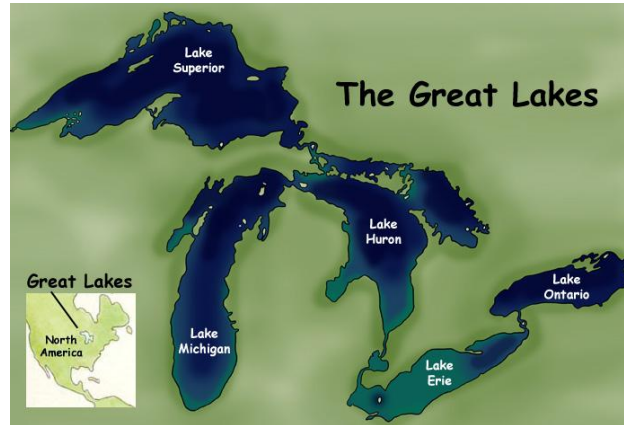 Lake
Superior
The Great Lakes
Lake
Huron
Lake
Ontario
Great Lakes
North
America
Lake
Michigan
Lake
Erie